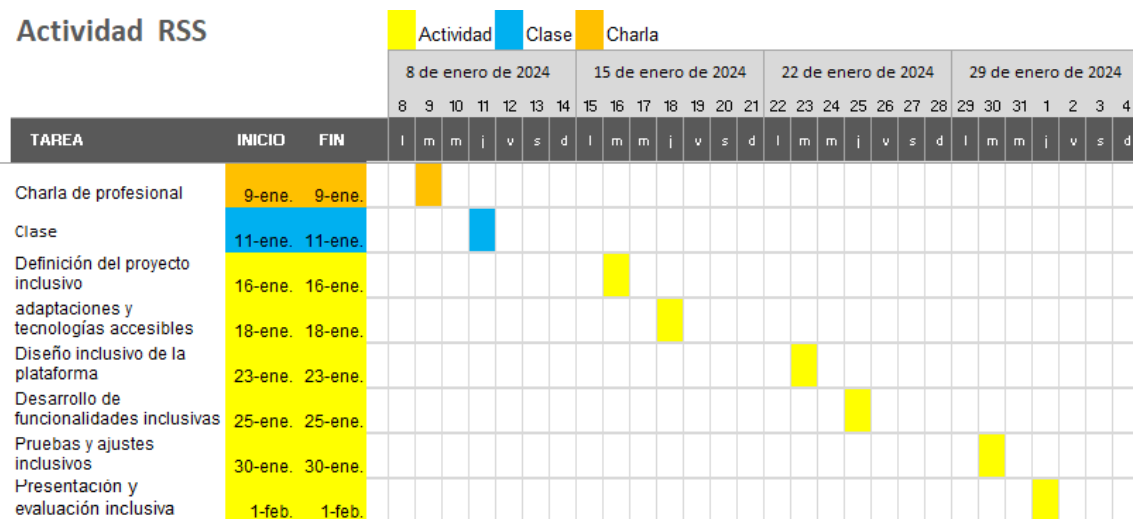 Actividad RSS
Actividad Clase Charla
8 de enero de 2024 15 de enero de 2024 22 de enero de 2024 29 de enero de 2024
8 9 10 11 12 13 14 15 16 17 18 19 20 21 22 23 24 25 26 27 28 29 30 31 1 2 3 4
TAREA INICIO FIN l m m j v s d l m m j v s d l m m j v s d l m m j v s d
Charla de profesional 9-ene. 9-ene.
Clase 11-ene. 11-ene.
Definición del proyecto
inclusivo 16-ene. 16-ene.
adaptaciones y
tecnologías accesibles 18-ene. 18-ene.
Diseño inclusivo de la
plataforma 23-ene. 23-ene.
Desarrollo de
funcionalidades inclusivas 25-ene. 25-ene.
Pruebas y ajustes
inclusivos 30-ene. 30-ene.
Presentación y
evaluación inclusiva 1-feb. 1-feb.